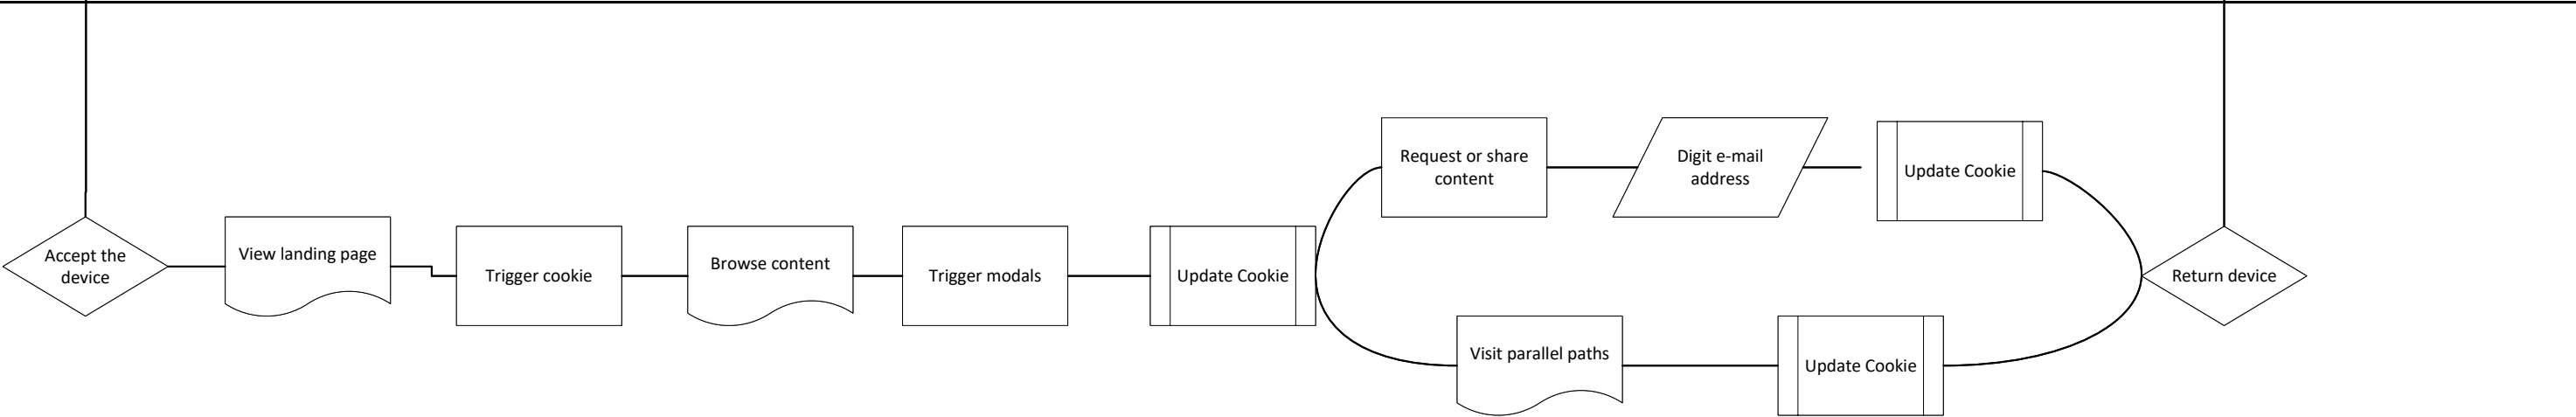 Accept the
device
View landing page
Trigger cookie
Browse content
Trigger modals
Update Cookie
Request or share
content
Digit e-mail
address
Update Cookie
Visit parallel paths
Update Cookie
Return device